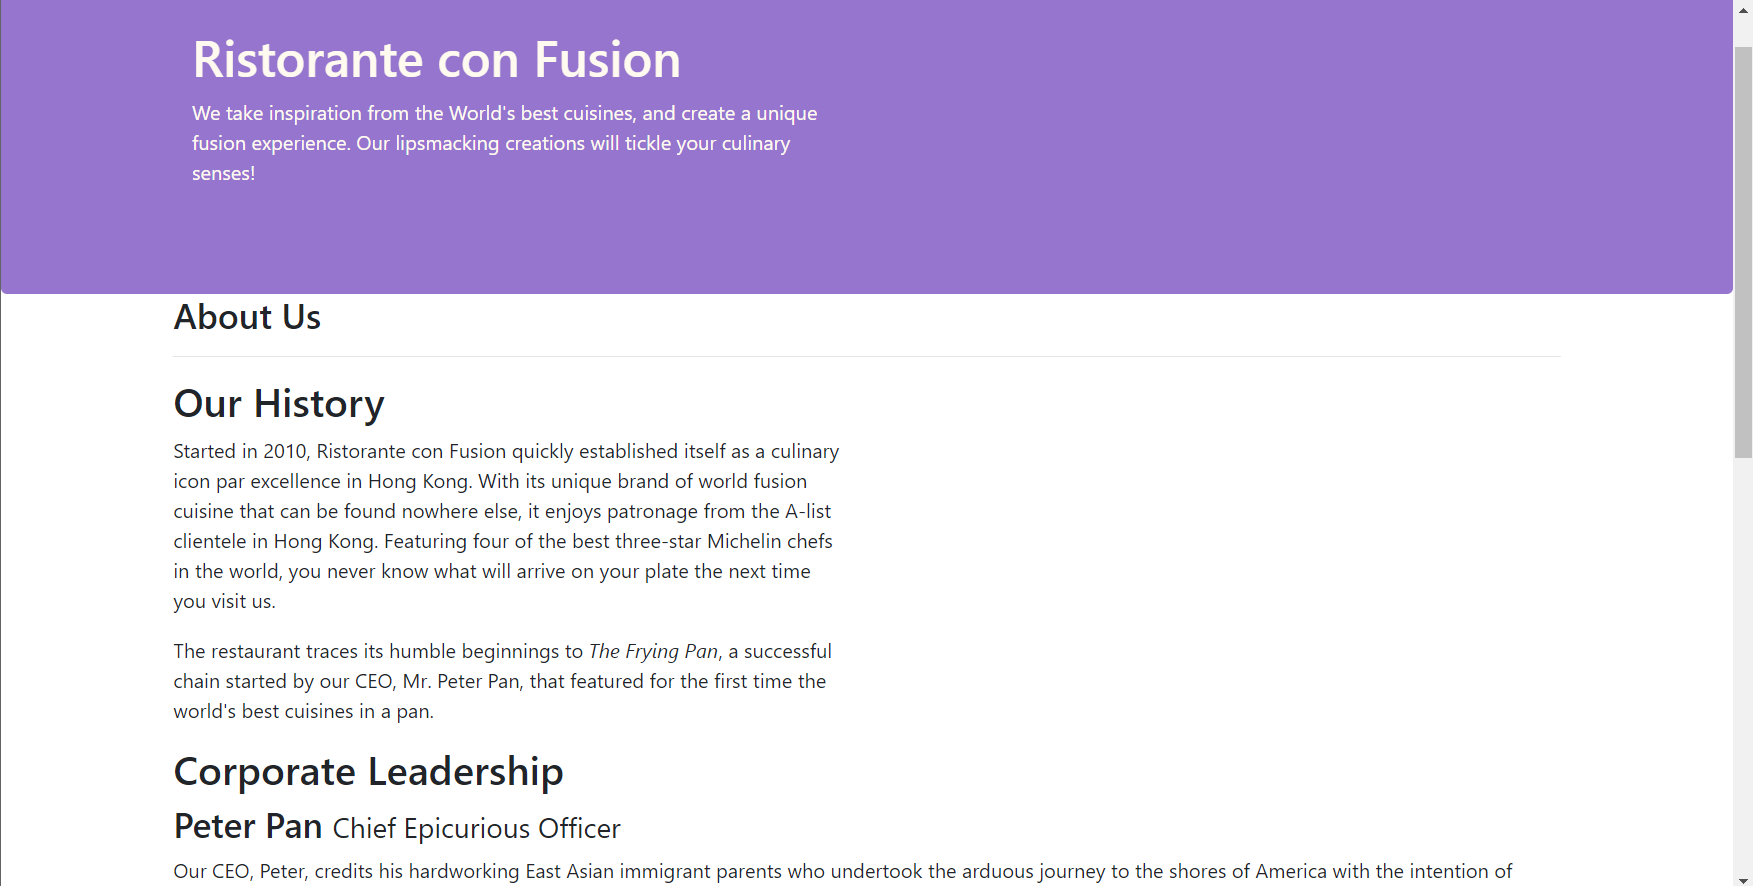 Ristorante con Fusion
We take inspiration from the World's best cuisines, and create a unique
fusion experience. Our lipsmacking creations will tickle your culinary
senses!
About Us
Our History
Started in 2010, Ristorante con Fusion quickly established itself as a culinary
icon par excellence in Hong Kong. With its unique brand of world fusion
cuisine that can be found nowhere else, it enjoys patronage from the A-list
clientele in Hong Kong. Featuring four of the best three-star Michelin chefs
in the world, you never know what will arrive on your plate the next time
you visit us.
The restaurant traces its humble beginnings to The Frying Pan, a successful
chain started by our CEO, Mr. Peter Pan, that featured for the first time the
world's best cuisines in a pan.
Corporate Leadership
Peter Pan Chief Epicurious Officer
Our CEO, Peter, credits his hardworking East Asian immigrant parents who undertook the arduous journey to the shores of America with the intention of